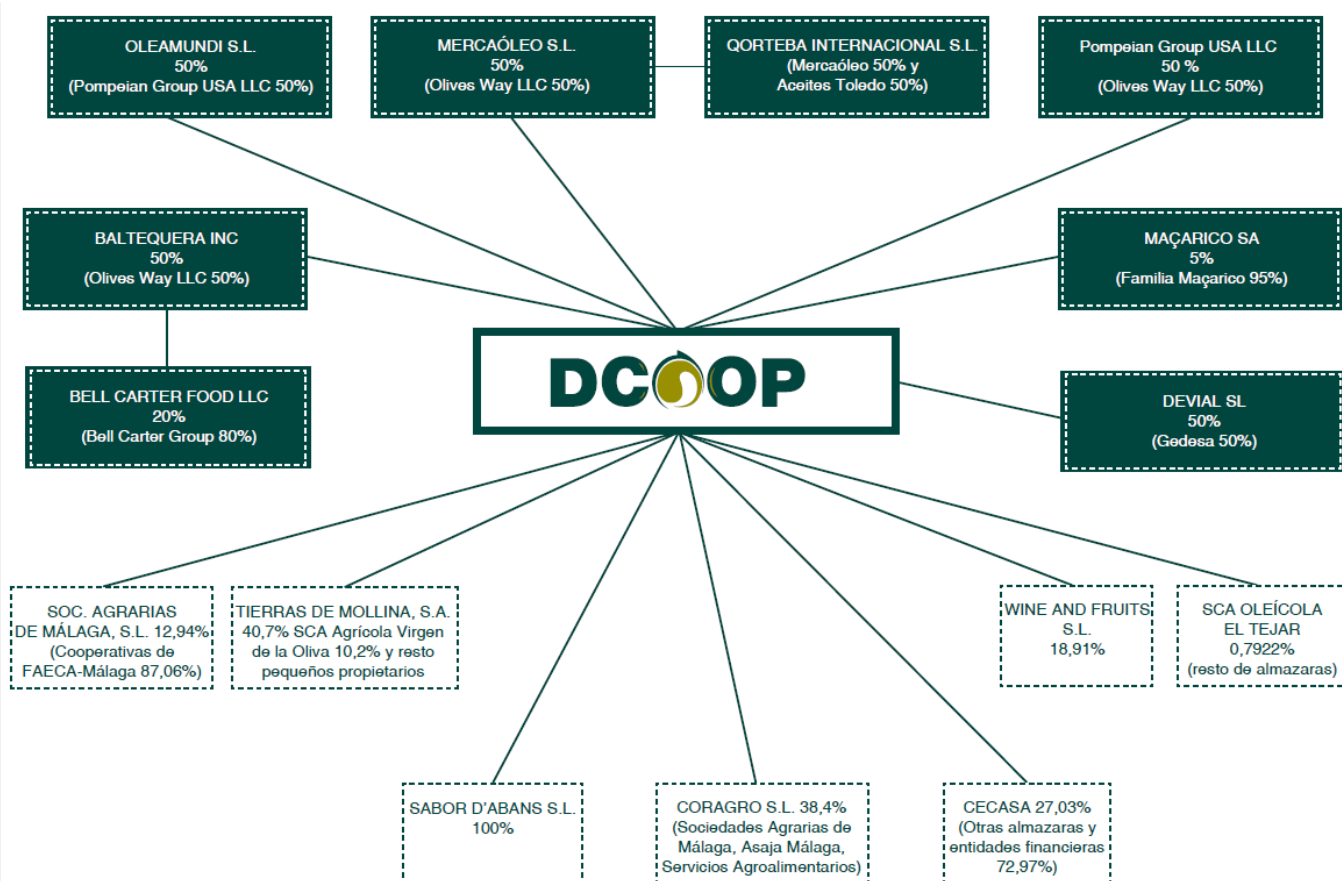 OLEAMUNDI S.L.
50%
(Pompeian Group USA LLC 50%)
MERCAÓLEO S.L.
50%
(Olives Way LLC 50%)
QORTEBA INTERNACIONAL S.L.
(Mercaóleo 50% y
Aceites Toledo 50%)
Pompeian Group USA LLC
50 %
(Olives Way LLC 50%)
BALTEQUERA INC
50%
(Olives Way LLC 50%)
MAÇARICO SA
5%
(Familia Maçarico 95%)
BELL CARTER FOOD LLC
20%
(Bell Carter Group 80%)
DCOOP
DEVIAL SL
50%
(Gedesa 50%)
SOC. AGRARIAS
DE MÁLAGA, S.L. 12,94%
(Cooperativas de
FAECA-Málaga 87,06%)
TIERRAS DE MOLLINA, S.A.
40,7% SCA Agrícola Virgen
de la Oliva 10,2% y resto
pequeños propietarios
WINE AND FRUITS
S.L.
18,91%
SCA OLEÍCOLA
EL TEJAR
0,7922%
(resto de almazaras)
SABOR D'ABANS S.L.
100%
CORAGRO S.L. 38,4%
(Sociedades Agrarias de
Málaga, Asaja Málaga,
Servicios Agroalimentarios)
CECASA 27,03%
(Otras almazaras y
entidades financieras
72,97%)